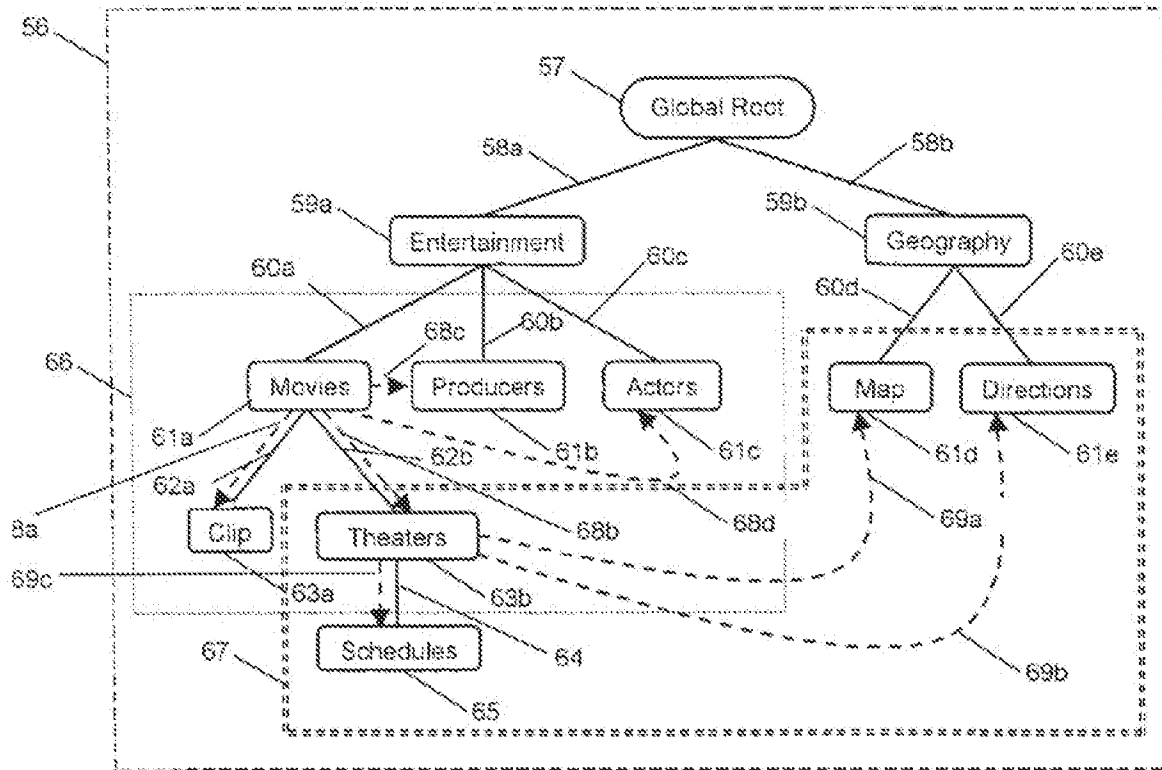 56
57
Global Root
58a
58b
59a
59b
Entertainment
Geography
60a
60c
60e
60d
60b
68c
66
Movies
Producers
Actors
Map
Directions
61a
62b
61b
61c
61d
61e
62a
8a
68b
68d
69a
Clip
Theaters
69c
63a
63b
67
Schedules
64
69b
65